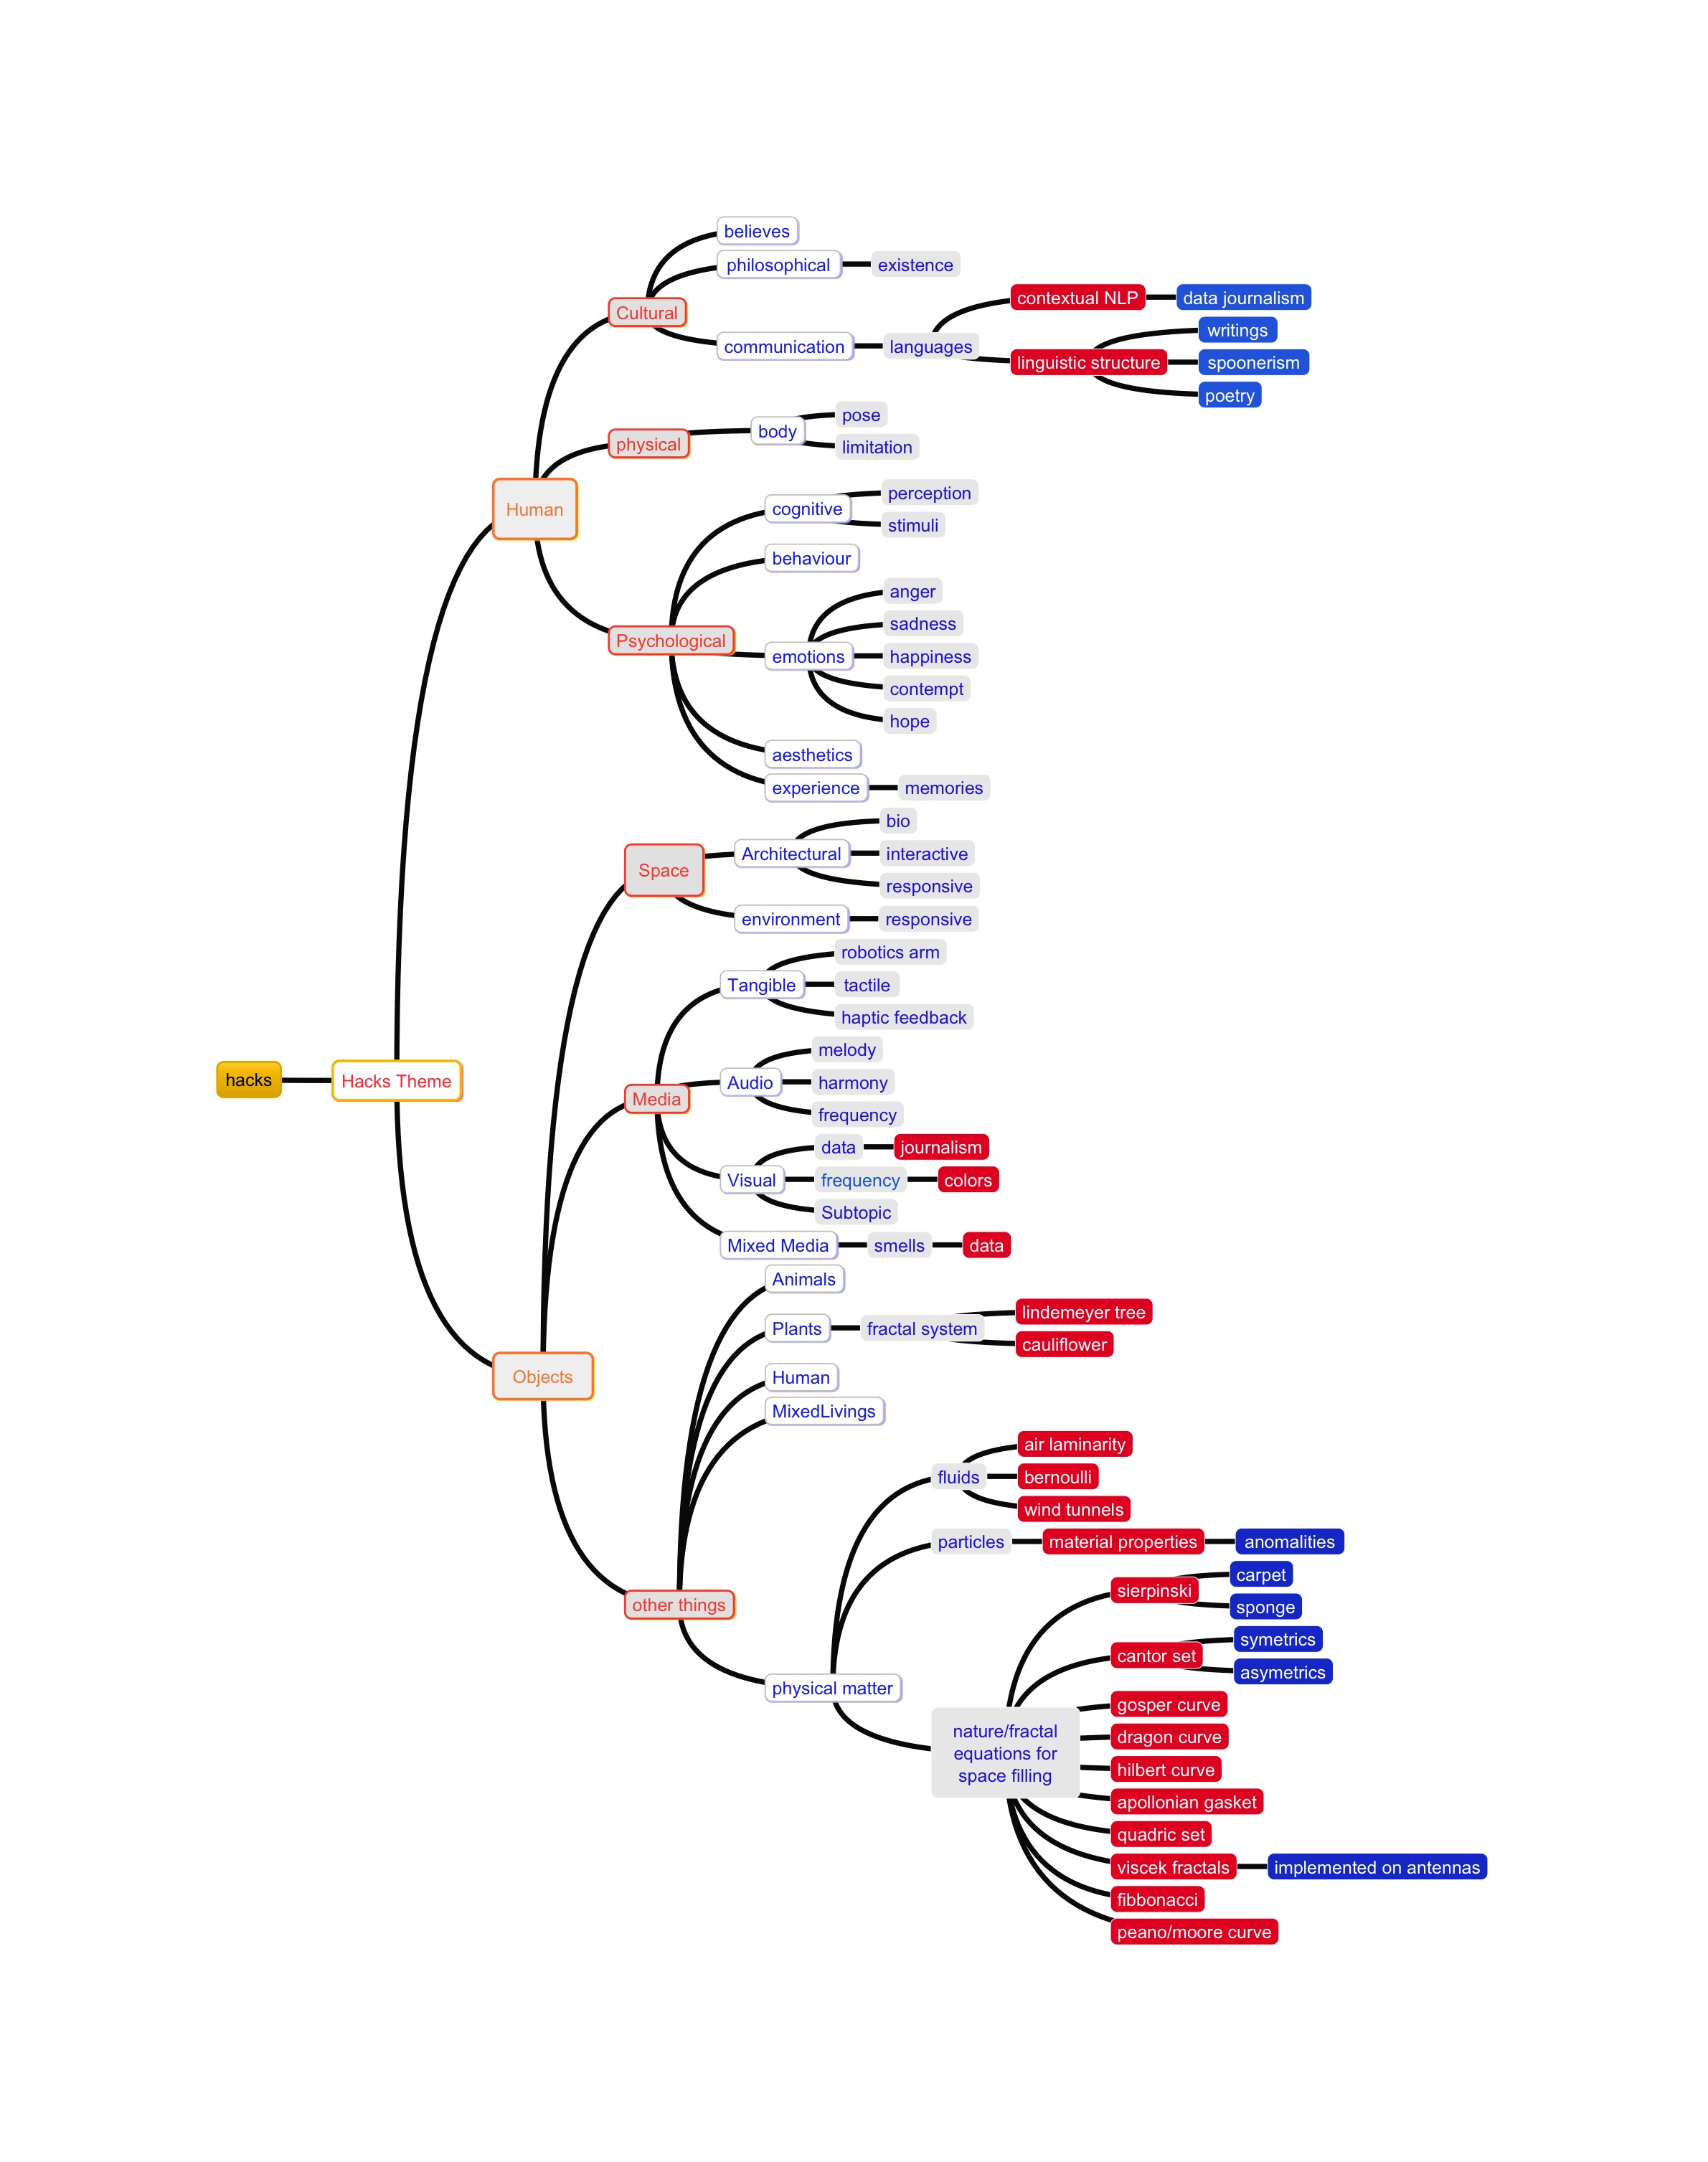 believes
philosophical
existence
Cultural
contextual NLP
data journalism
communication
languages
writings
linguistic structure
spoonerism
poetry
physical
body
pose
limitation
Human
cognitive
perception
stimuli
behaviour
Psychological
emotions
anger
sadness
happiness
contempt
hope
aesthetics
experience
memories
Space
Architectural
bio
interactive
responsive
environment
responsive
Tangible
robotics arm
tactile
haptic feedback
hacks
Hacks Theme
Media
Audio
melody
harmony
frequency
Visual
data
journalism
frequency
colors
Subtopic
Mixed Media
smells
data
Objects
Animals
Plants
fractal system
lindemeyer tree
cauliflower
Human
MixedLivings
other things
physical matter
fluids
air laminarity
bernoulli
wind tunnels
particles
material properties
anomalities
nature/fractal
equations for
space filling
sierpinski
carpet
sponge
cantor set
symetrics
asymetrics
gosper curve
dragon curve
hilbert curve
apollonian gasket
quadric set
viscek fractals
implemented on antennas
fibbonacci
peano/moore curve